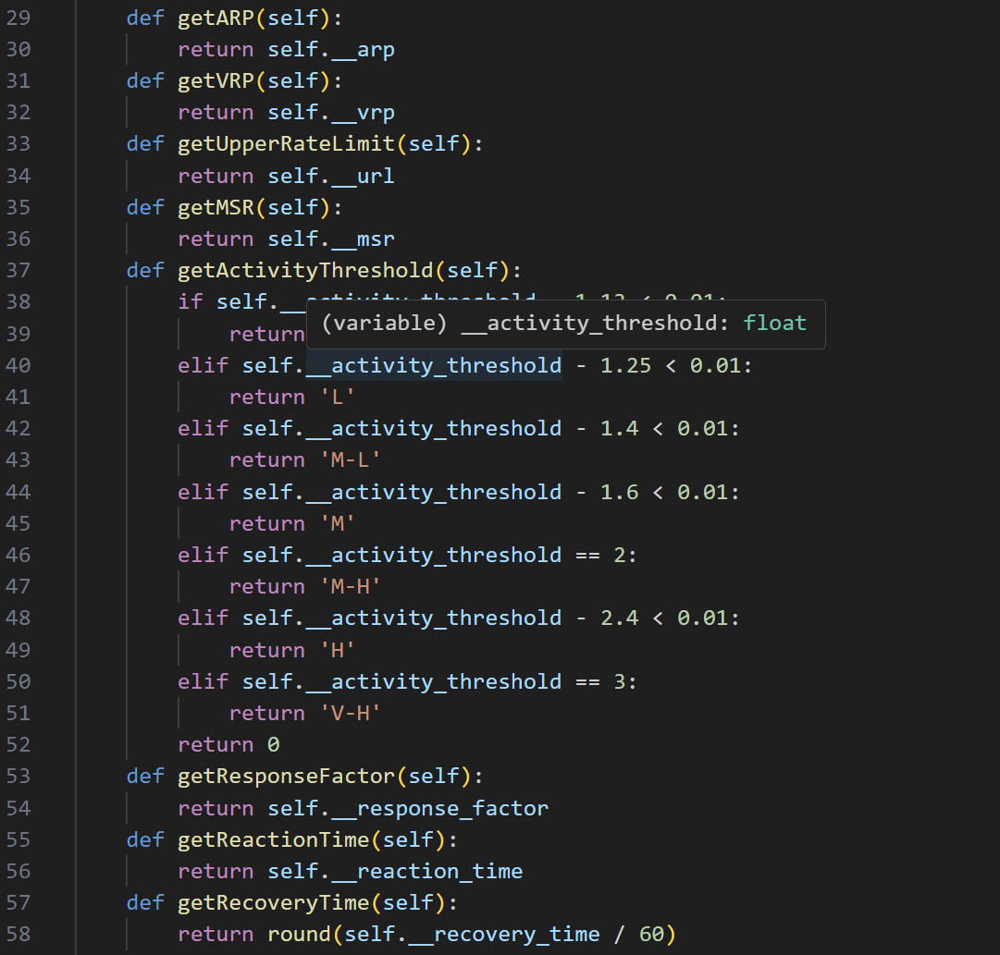 29 def getARP(self):
30 return self.__arp
31 def getVRP(self):
32 return self.__vrp
33 def getUpperRateLimit(self):
34 return self.__url
35 def getMSR(self):
36 return self.__msr
37 def getActivityThreshold(self):
38 if self.__activity_threshold - 1.13 < 0.01:
39 return
(variable) __activity_threshold: float
40 elif self.__activity_threshold - 1.25 < 0.01:
41 return 'L'
42 elif self.__activity_threshold - 1.4 < 0.01:
43 return 'M-L'
44 elif self.__activity_threshold - 1.6 < 0.01:
45 return 'M'
46 elif self.__activity_threshold == 2:
47 return 'M-H'
48 elif self.__activity_threshold - 2.4 < 0.01:
49 return 'H'
50 elif self.__activity_threshold == 3:
51 return 'V-H'
52 return 0
53 def getResponseFactor(self):
54 return self.__response_factor
55 def getReactionTime(self):
56 return self.__reaction_time
57 def getRecoveryTime(self):
58 return round(self.__recovery_time / 60)